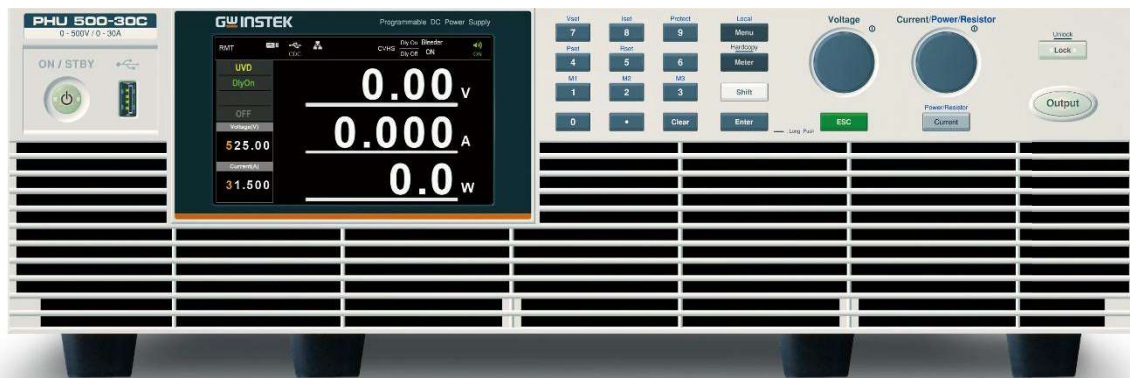 PHU 500-30C
0 - 500V / 0 - 30A
ON / STBY
GW INSTEK
Programmable DC Power Supply
RMT
CDC
CVHS
Dly On
Dly Off
Bleeder
ON
ON
UVD
DlyOn
OFF
Voltage(V)
525.00
Current(A)
31.500
0.00 V
0.000 A
0.0 W
Vset Iset Protect Local
7 8 9 Menu
Pset Rset Hardcopy
4 5 6 Meter
M1 M2 M3
1 2 3 Shift
0 • Clear Enter
: Long Push
Voltage
ESC
Current/Power/Resistor
Power/Resistor
Current
Unlock
Lock
Output